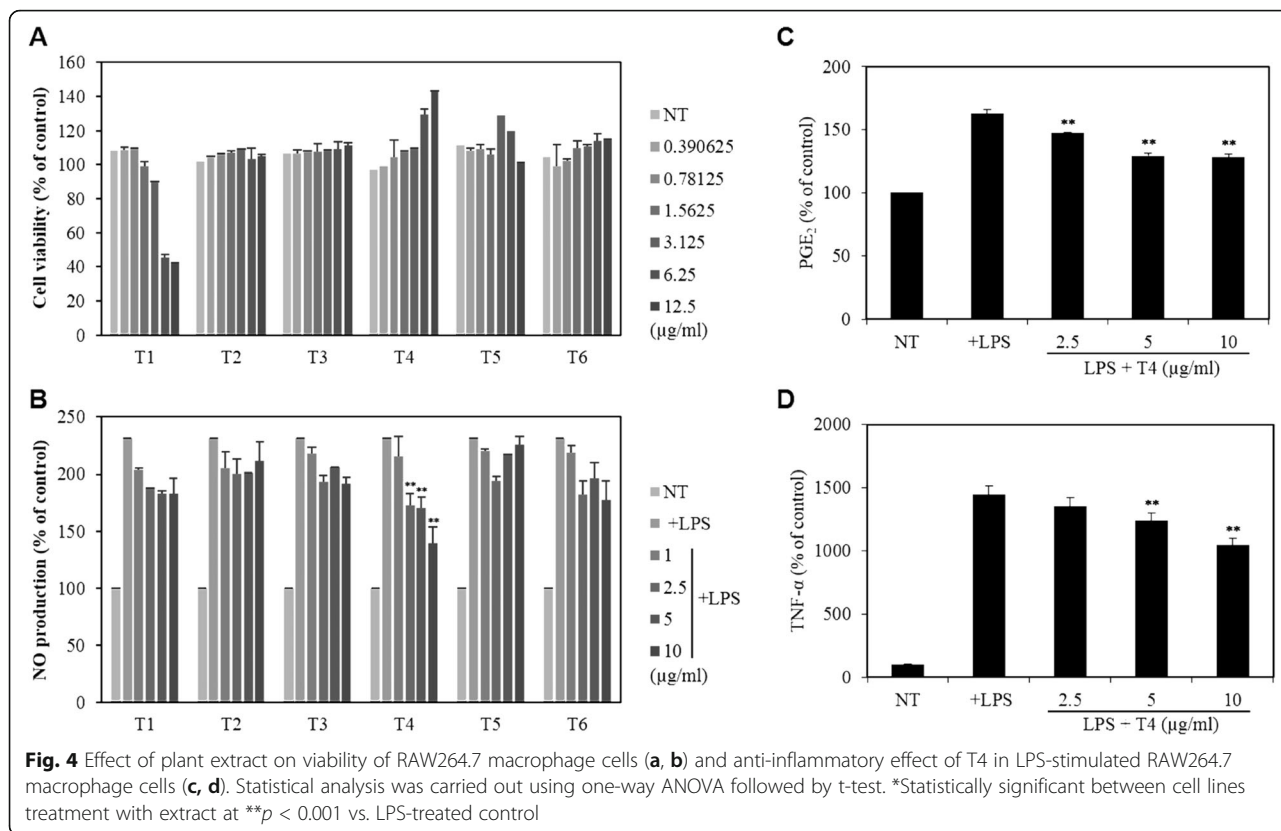 A
Cell viability (% of control)
160
140
120
100
80
60
40
20
0
T1 T2 T3 T4 T5 T6
NT
0.390625
0.78125
1.5625
3.125
6.25
12.5
(µg/ml)
B
NO production (% of control)
250
200
150
100
50
0
** ** **
T1 T2 T3 T4 T5 T6
NT
+LPS
1
2.5
5
10
+LPS
(µg/ml)
C
PGE2 (% of control)
200
150
100
50
0
** ** **
NT +LPS 2.5 5 10
LPS + T4 (µg/ml)
D
TNF-α (% of control)
2000
1500
1000
500
0
** **
NT +LPS 2.5 5 10
LPS + T4 (µg/ml)
Fig. 4 Effect of plant extract on viability of RAW264.7 macrophage cells (a, b) and anti-inflammatory effect of T4 in LPS-stimulated RAW264.7
macrophage cells (c, d). Statistical analysis was carried out using one-way ANOVA followed by t-test. *Statistically significant between cell lines
treatment with extract at **p < 0.001 vs. LPS-treated control